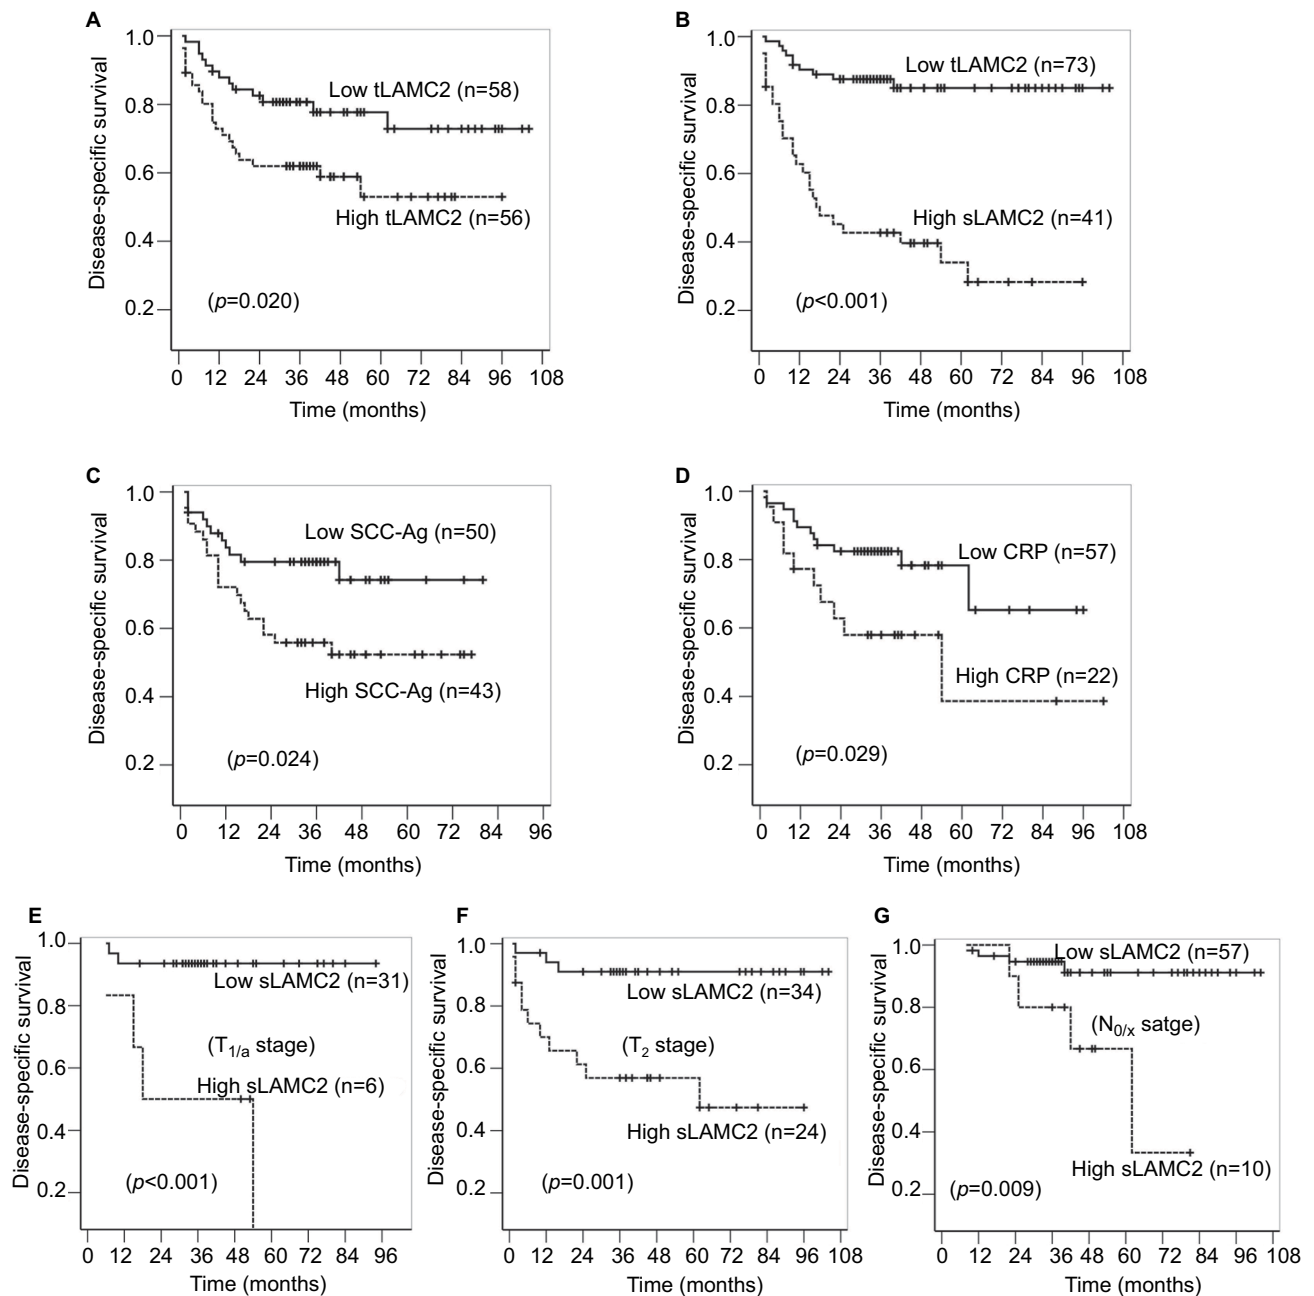 A
Disease-specific survival
1.0
0.8
0.6
0.4
0.2
Low tLAMC2 (n=58)
High tLAMC2 (n=56)
(p=0.020)
0 12 24 36 48 60 72 84 96 108
Time (months)
B
Disease-specific survival
1.0
0.8
0.6
0.4
0.2
Low tLAMC2 (n=73)
High sLAMC2 (n=41)
(p<0.001)
0 12 24 36 48 60 72 84 96 108
Time (months)
C
Disease-specific survival
1.0
0.8
0.6
0.4
0.2
Low SCC-Ag (n=50)
High SCC-Ag (n=43)
(p=0.024)
0 12 24 36 48 60 72 84 96
Time (months)
D
Disease-specific survival
1.0
0.8
0.6
0.4
0.2
Low CRP (n=57)
High CRP (n=22)
(p=0.029)
0 12 24 36 48 60 72 84 96 108
Time (months)
E
Disease-specific survival
1.0
0.8
0.6
0.4
0.2
Low sLAMC2 (n=31)
(T1/a stage)
High sLAMC2 (n=6)
(p<0.001)
0 12 24 36 48 60 72 84 96
Time (months)
F
Disease-specific survival
1.0
0.8
0.6
0.4
0.2
Low sLAMC2 (n=34)
(T2 stage)
High sLAMC2 (n=24)
(p=0.001)
0 12 24 36 48 60 72 84 96 108
Time (months)
G
Disease-specific survival
1.0
0.8
0.6
0.4
0.2
Low sLAMC2 (n=57)
(N0/x satge)
High sLAMC2 (n=10)
(p=0.009)
0 12 24 36 48 60 72 84 96 108
Time (months)